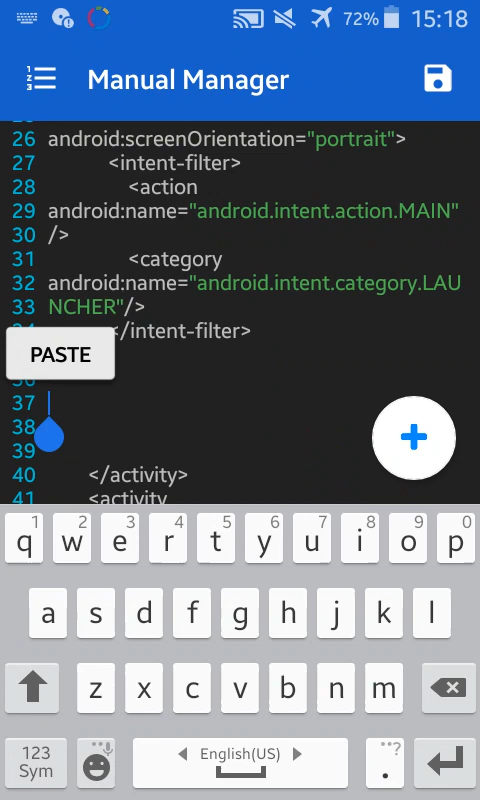 72% 15:18
Manual Manager
26 android:screenOrientation="portrait">
27 <intent-filter>
28 <action
29 android:name="android.intent.action.MAIN"
30 />
31 <category
32 android:name="android.intent.category.LAU
33 NCHER"/>
/intent-filter>
PASTE
37
38
39
40 </activity>
41 <activity
1 2 3 4 5 6 7 8 9 0
q w e r t y u i o p
a s d f g h j k l
z x c v b n m
123
Sym
English(US)
. ?